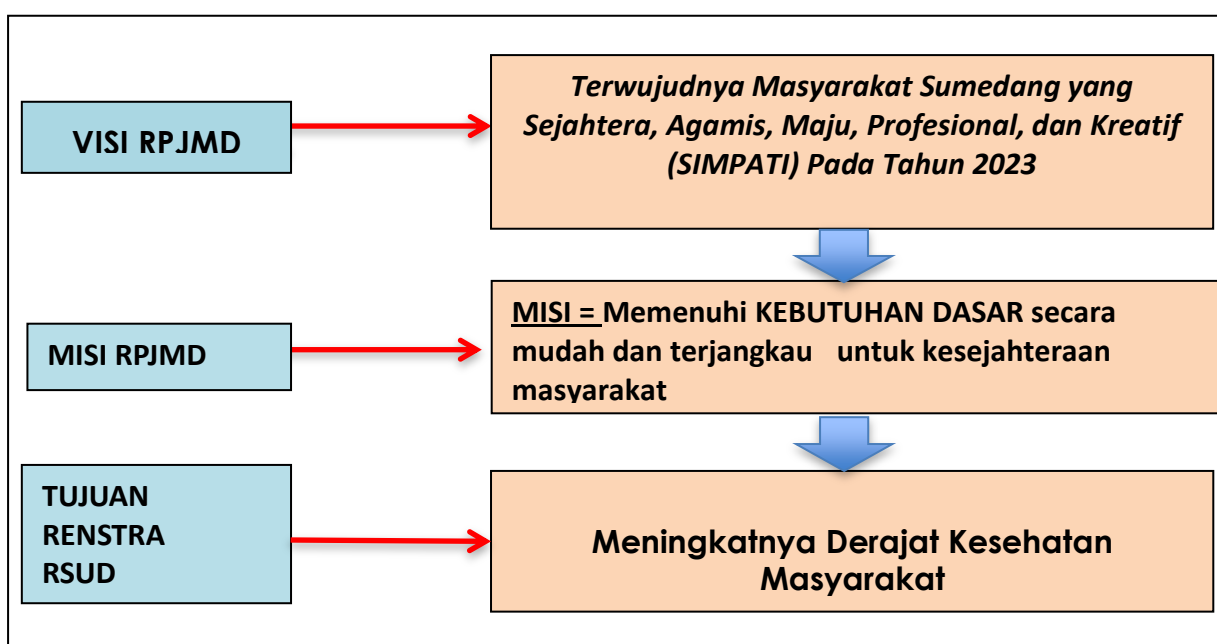 VISI RPJMD
Terwujudnya Masyarakat Sumedang yang
Sejahtera, Agamis, Maju, Profesional, dan Kreatif
(SIMPATI) Pada Tahun 2023
MISI RPJMD
MISI = Memenuhi KEBUTUHAN DASAR secara
mudah dan terjangkau untuk kesejahteraan
masyarakat
TUJUAN
RENSTRA
RSUD
Meningkatnya Derajat Kesehatan
Masyarakat